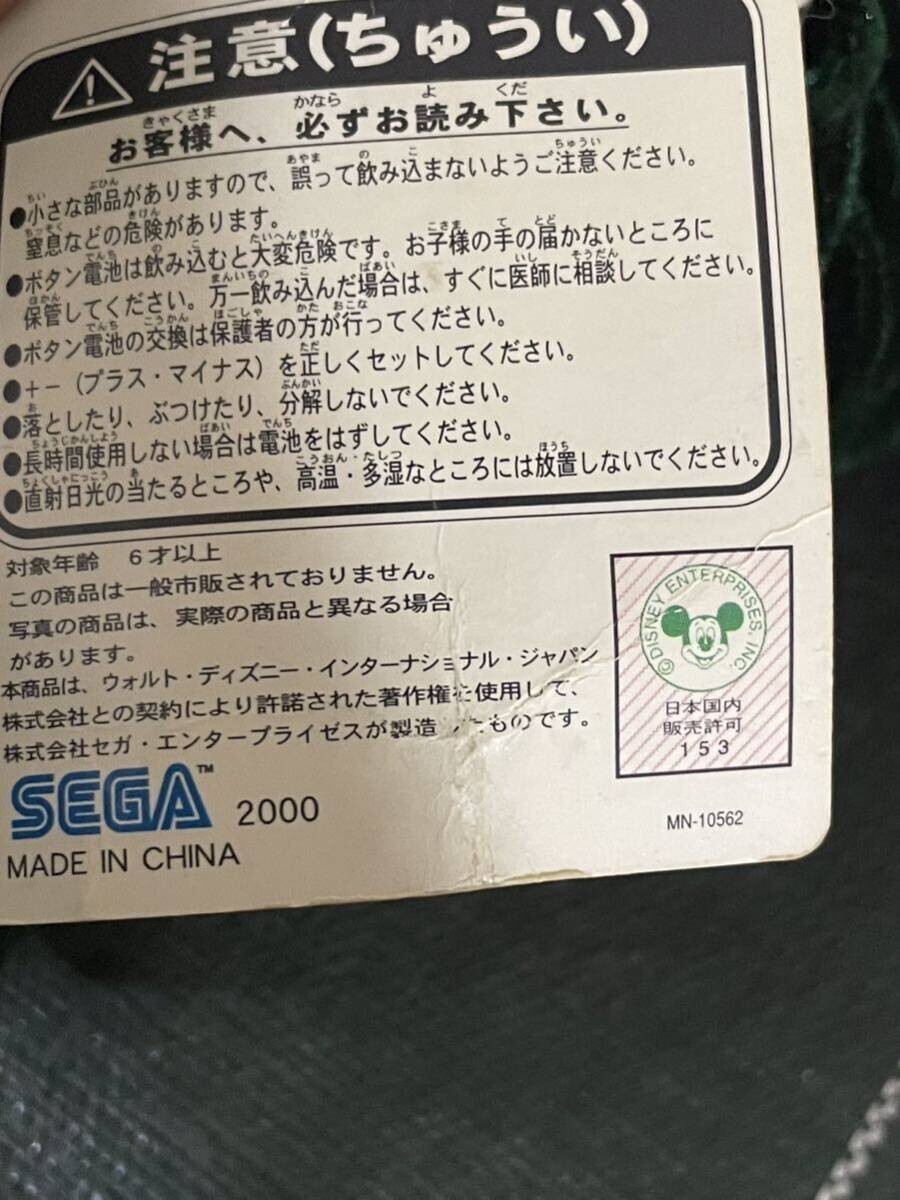 注意(ちゅうい)
お客様へ、必ずお読み下さい。
●小さな部品がありますので、誤って飲み込まないようご注意ください。
窒息などの危険があります。
●ボタン電池は飲み込むと大変危険です。お子様の手の届かないところに
保管してください。万一飲み込んだ場合は、すぐに医師に相談してください。
●ボタン電池の交換は保護者の方が行ってください。
●+-(プラス・マイナス)を正しくセットしてください。
●落としたり、ぶつけたり、分解しないでください。
●長時間使用しない場合は電池をはずしてください。
●直射日光の当たるところや、高温・多湿なところには放置しないでください。
対象年齢 6才以上
この商品は一般市販されておりません。
写真の商品は、実際の商品と異なる場合
があります。
本商品は、ウォルト・ディズニー・インターナショナル・ジャパン
株式会社との契約により許諾された著作権を使用して、
株式会社セガ・エンタープライゼスが製造 たものです。
SEGA™ 2000
MADE IN CHINA
©DISNEY ENTERPRISES, INC.
日本国内
販売許可
153
MN-10562